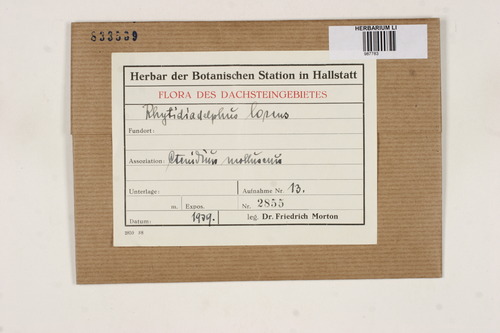 833539
HERBARIUM LI
Herbar der Botanischen Station in Hallstatt
FLORA DES DACHSTEINGEBIETES
Rhytidiadelphus loreus
Fundort:
Assoziation: Ctenidium molluscum
Unterlage: Aufnahme Nr. 13.
m. Expos. Nr. 2855
Datum: 1939. leg. Dr. Friedrich Morton